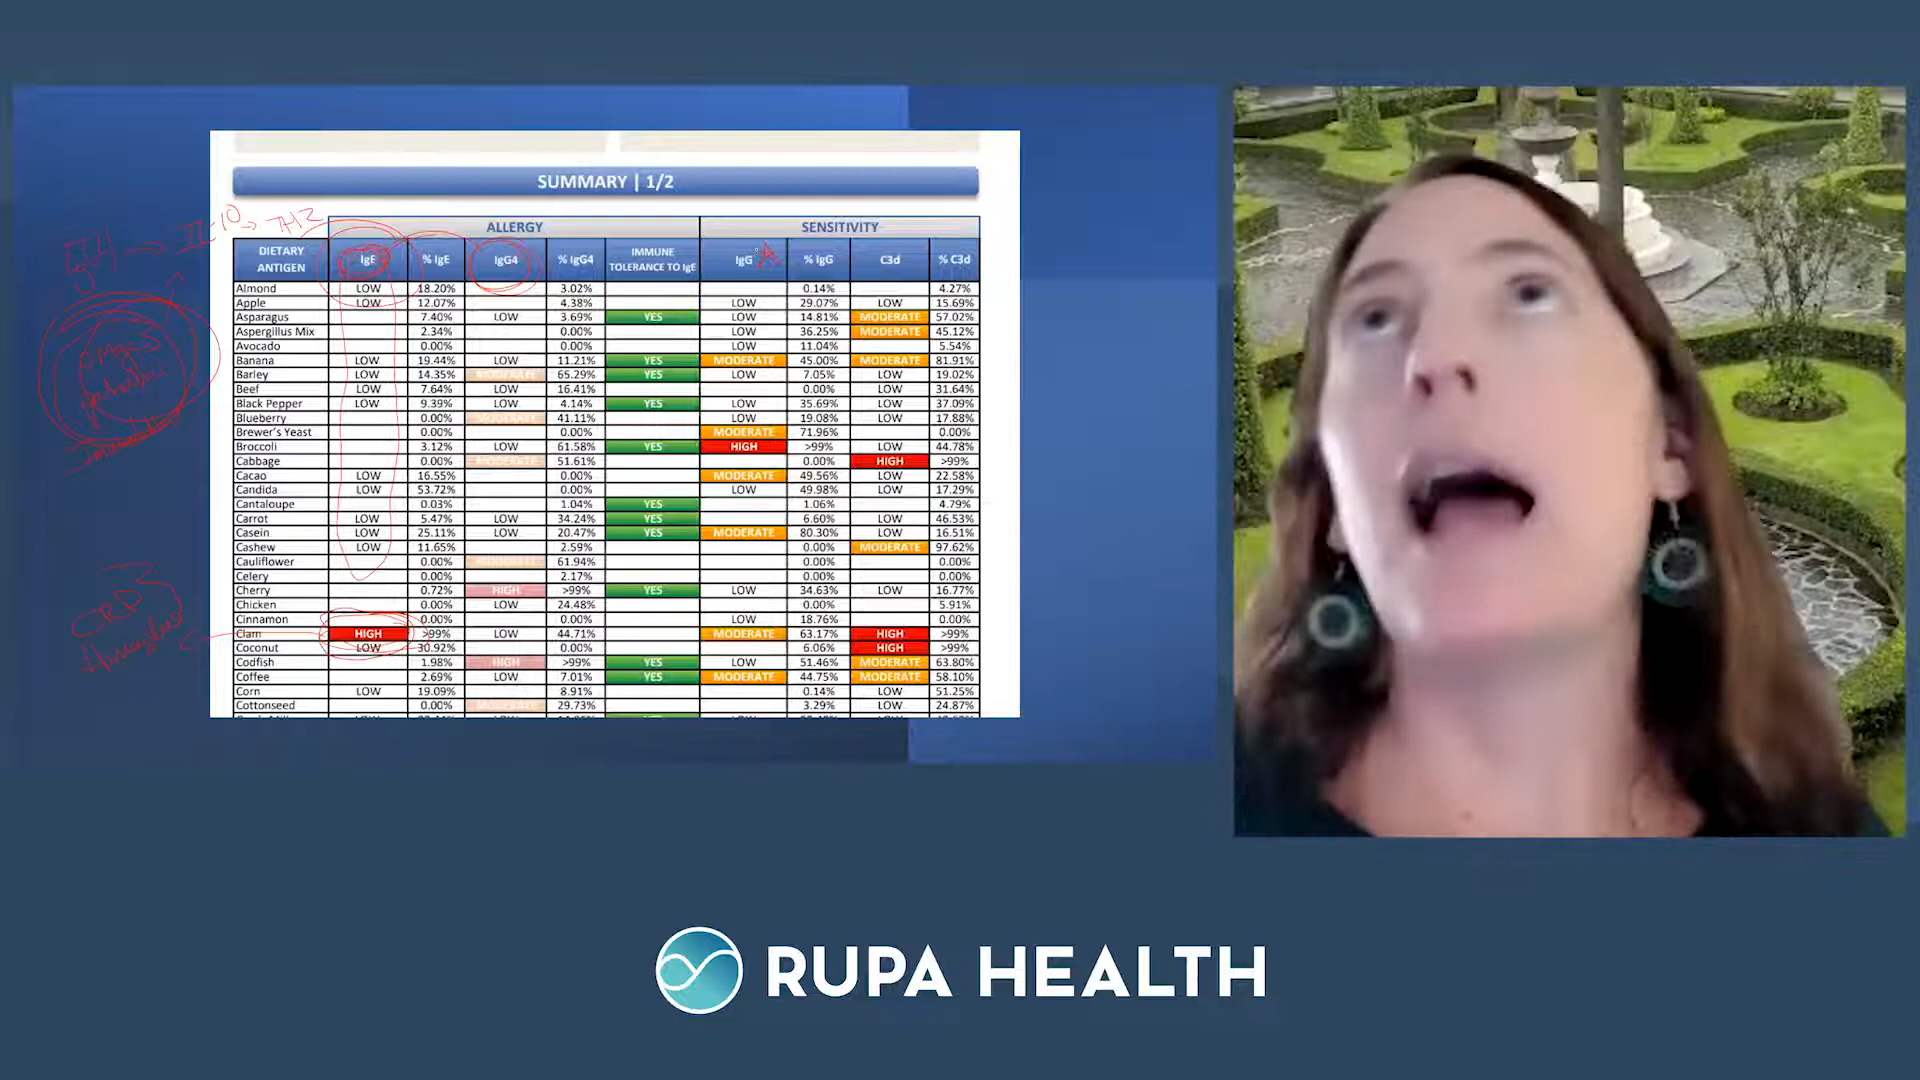 SUMMARY | 1/2
ALLERGY SENSITIVITY
DIETARY ANTIGEN IgE % IgE IgG4 % IgG4 IMMUNE TOLERANCE TO IgE IgG % IgG C3d % C3d
Almond LOW 18.20% 3.02% 0.14% 4.27%
Apple LOW 12.07% 4.38% LOW 29.07% LOW 15.69%
Asparagus 7.40% LOW 3.69% YES LOW 14.81% MODERATE 57.02%
Aspergillus Mix 2.34% 0.00% LOW 36.25% MODERATE 45.12%
Avocado 0.00% 0.00% LOW 11.04% 5.54%
Banana LOW 19.44% LOW 11.21% YES MODERATE 45.00% MODERATE 81.91%
Barley LOW 14.35% MODERATE 65.29% YES LOW 7.05% LOW 19.02%
Beef LOW 7.64% LOW 16.41% 0.00% LOW 31.64%
Black Pepper LOW 9.39% LOW 4.14% YES LOW 35.69% LOW 37.09%
Blueberry 0.00% MODERATE 41.11% LOW 19.08% LOW 17.88%
Brewer's Yeast 0.00% 0.00% MODERATE 71.96% 0.00%
Broccoli 3.12% LOW 61.58% YES HIGH >99% LOW 44.78%
Cabbage 0.00% MODERATE 51.61% 0.00% HIGH >99%
Cacao LOW 16.55% 0.00% MODERATE 49.56% LOW 22.58%
Candida LOW 53.72% 0.00% LOW 49.98% LOW 17.29%
Cantaloupe 0.03% 1.04% YES 1.06% 4.79%
Carrot LOW 5.47% LOW 34.24% YES 6.60% LOW 46.53%
Casein LOW 25.11% LOW 20.47% YES MODERATE 80.30% LOW 16.51%
Cashew LOW 11.65% 2.59% 0.00% MODERATE 97.62%
Cauliflower 0.00% MODERATE 61.94% 0.00% 0.00%
Celery 0.00% 2.17% 0.00% 0.00%
Cherry 0.72% HIGH >99% YES LOW 34.63% LOW 16.77%
Chicken 0.00% LOW 24.48% 0.00% 5.91%
Cinnamon 0.00% 0.00% LOW 18.76% 0.00%
Clam HIGH >99% LOW 44.71% MODERATE 63.17% HIGH >99%
Coconut LOW 30.92% 0.00% 6.06% HIGH >99%
Codfish 1.98% HIGH >99% YES LOW 51.46% MODERATE 63.80%
Coffee 2.69% LOW 7.01% YES MODERATE 44.75% MODERATE 58.10%
Corn LOW 19.09% 8.91% 0.14% LOW 51.25%
Cottonseed 0.00% MODERATE 29.73% 3.29% LOW 24.87%
RUPA HEALTH